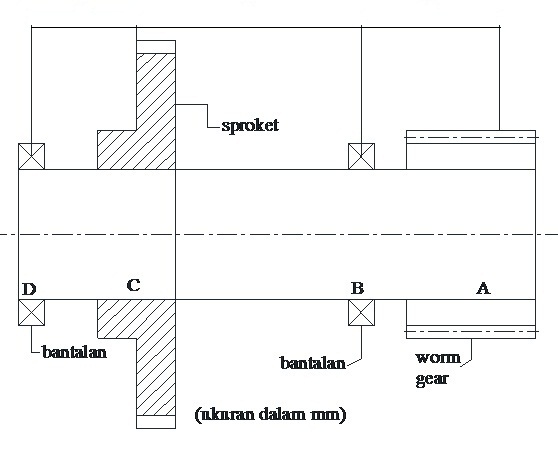 sproket
D
C
B
A
bantalan
bantalan
worm
gear
(ukuran dalam mm)